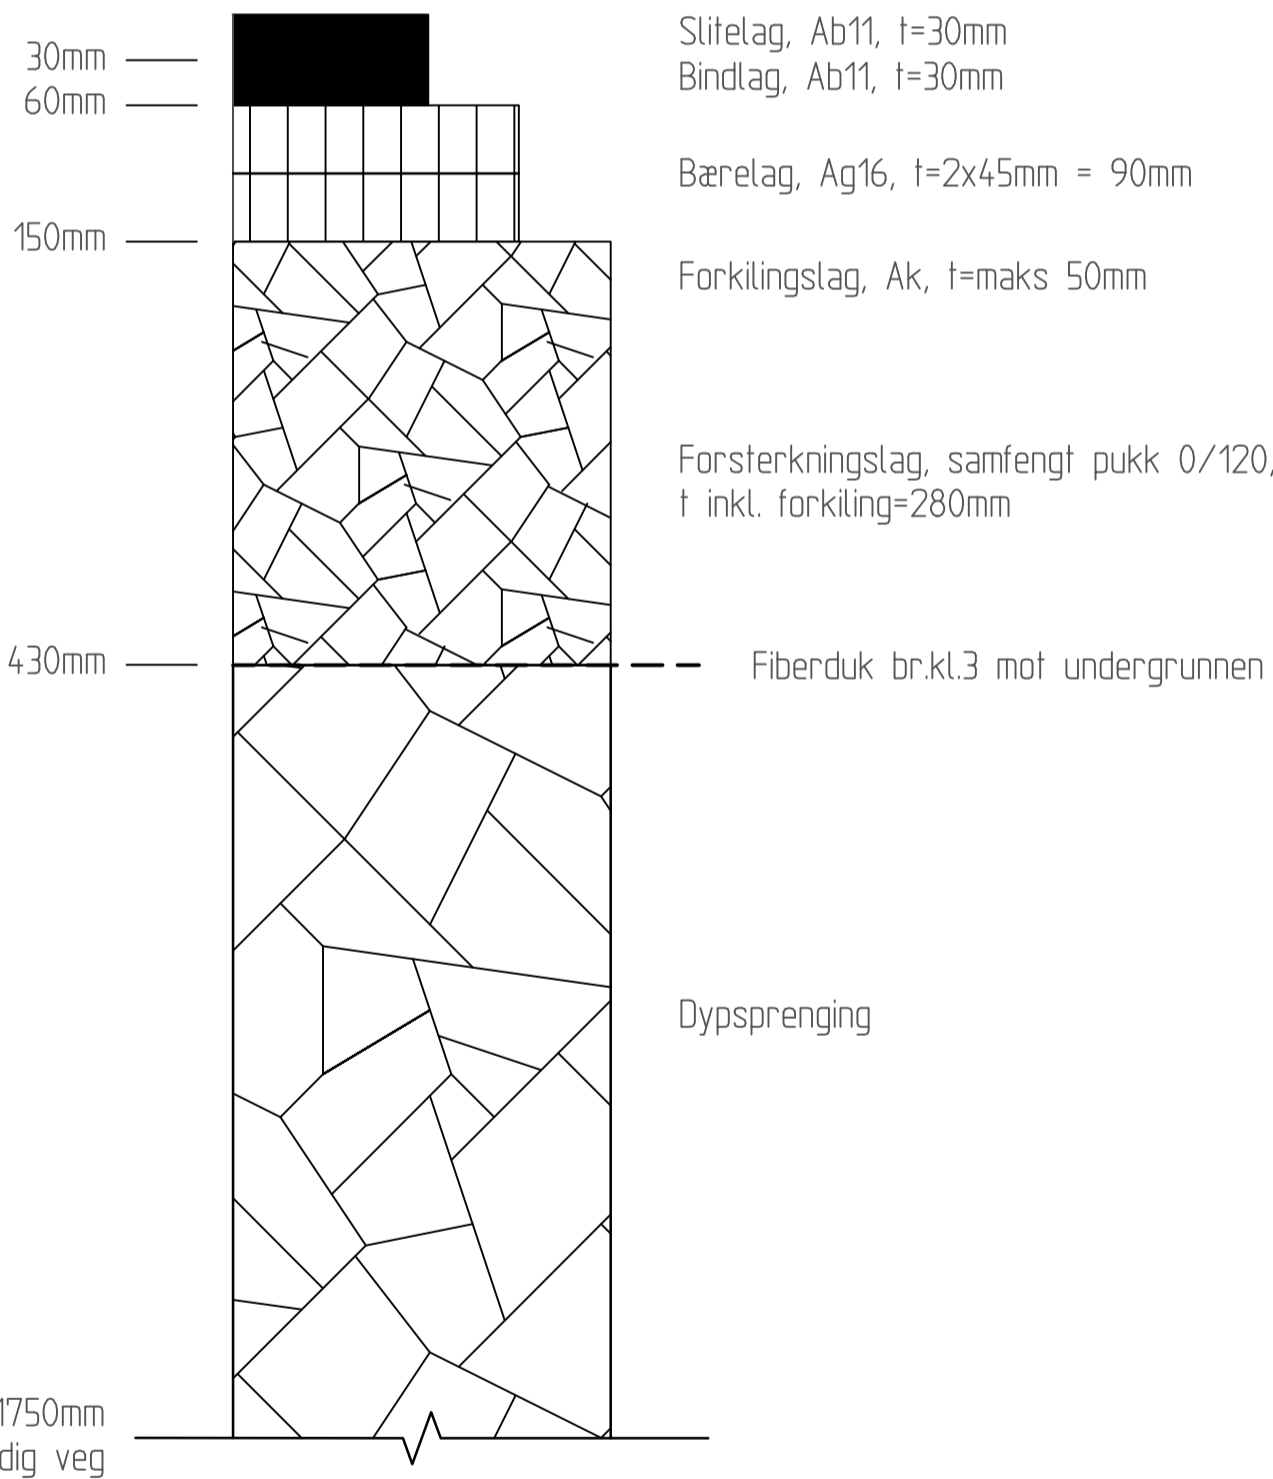 30mm
60mm
150mm
430mm
1750mm
dig veg
Slitelag, Ab11, t=30mm
Bindlag, Ab11, t=30mm
Bærelag, Ag16, t=2x45mm = 90mm
Forkilingslag, Ak, t=maks 50mm
Forsterkningslag, samfengt pukk 0/120,
t inkl. forkiling=280mm
Fiberduk br.kl.3 mot undergrunnen
Dypsprenging